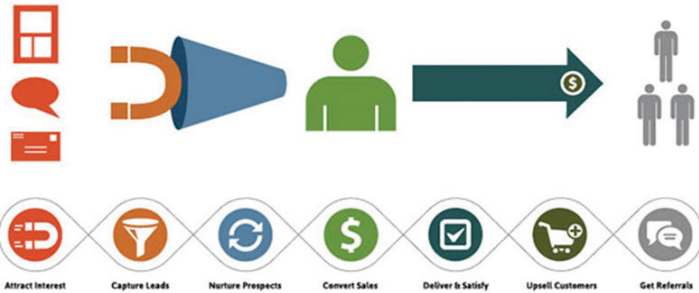 $
$
Attract Interest
Capture Leads
Nurture Prospects
Convert Sales
Deliver & Satisfy
Upsell Customers
Get Referrals